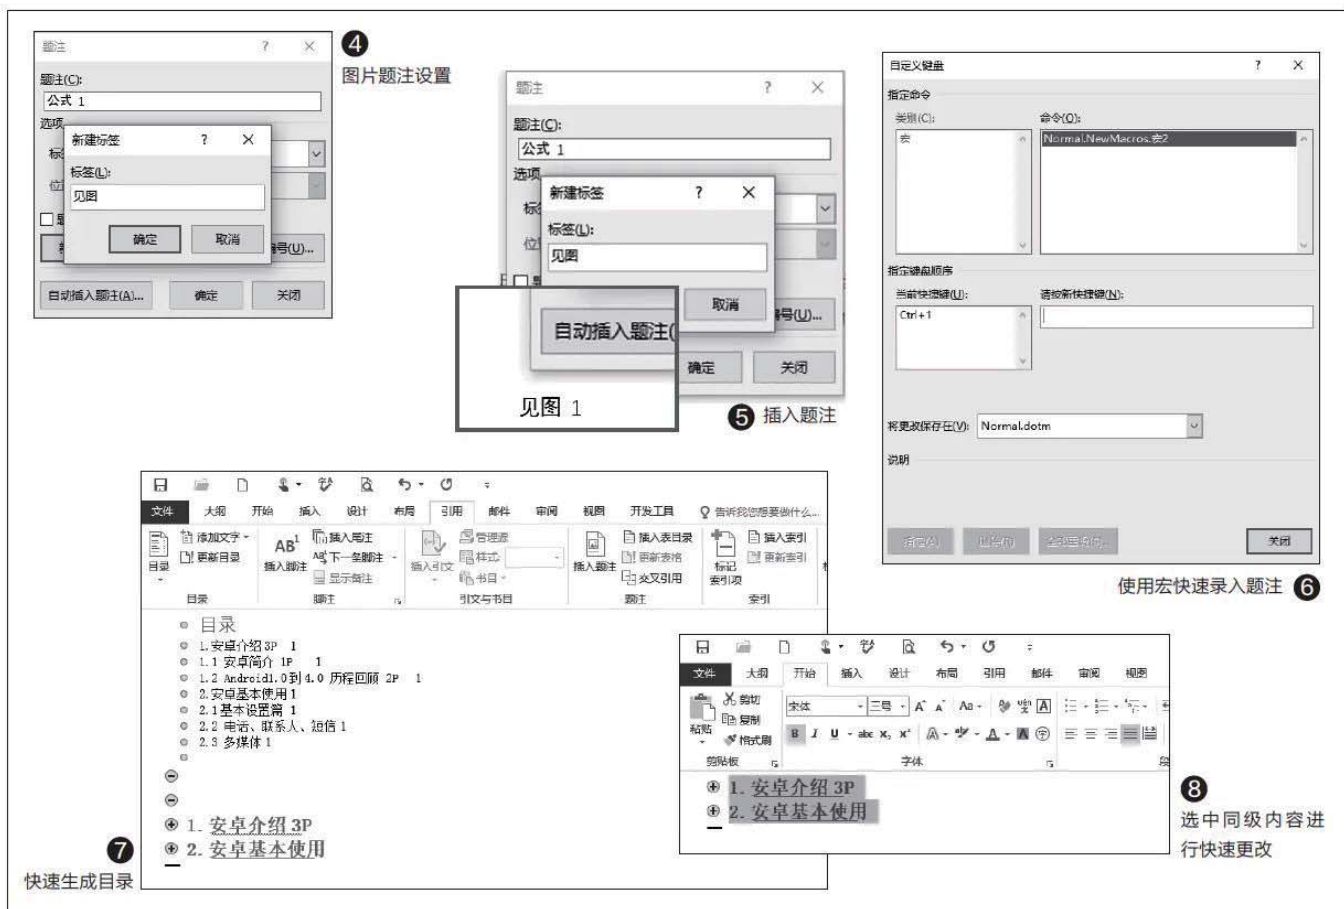 题注 ? ×
题注(C):
公式 1
选项
新建标签 ? ×
标签(L):
见图
确定 取消
号(U)...
自动插入题注(A)... 确定 关闭
④
图片题注设置
题注 ? ×
题注(C):
公式 1
选项
新建标签 ? ×
标签(L):
见图
取消
号(U)...
自动插入题注(
确定 关闭
见图 1
⑤ 插入题注
自定义键盘 ? ×
指定命令
类别(C): 命令(O):
宏 Normal.NewMacros.宏2
指定键盘顺序
当前快捷键(U): 请按新快捷键(N):
Ctrl+1
将更改保存在(V): Normal.dotm
说明
关闭
使用宏快速录入题注 ⑥
文件 大纲 开始 插入 设计 布局 引用 邮件 审阅 视图 开发工具 告诉我您想要做什么...
目录 添加文字 更新目录
AB¹ 插入脚注 插入尾注 下一条脚注 显示备注
插入引文 管理源 样式: 书目
插入题注 插入表目录 更新表格 交叉引用
标记索引项 插入索引 更新索引
目录 脚注 引文与书目 题注 索引
目录
1.安卓介绍 3P 1
1.1 安卓简介 1P 1
1.2 Android1.0到4.0 历程回顾 2P 1
2.安卓基本使用 1
2.1基本设置篇 1
2.2 电话、联系人、短信 1
2.3 多媒体 1
1. 安卓介绍 3P
2. 安卓基本使用
⑦
快速生成目录
文件 大纲 开始 插入 设计 布局 引用 邮件 审阅 视图
粘贴 剪切 复制 格式刷
宋体 三号 A A Aa
B I U abc x₂ x²
剪贴板 字体 段
1. 安卓介绍 3P
2. 安卓基本使用
⑧
选中同级内容进
行快速更改